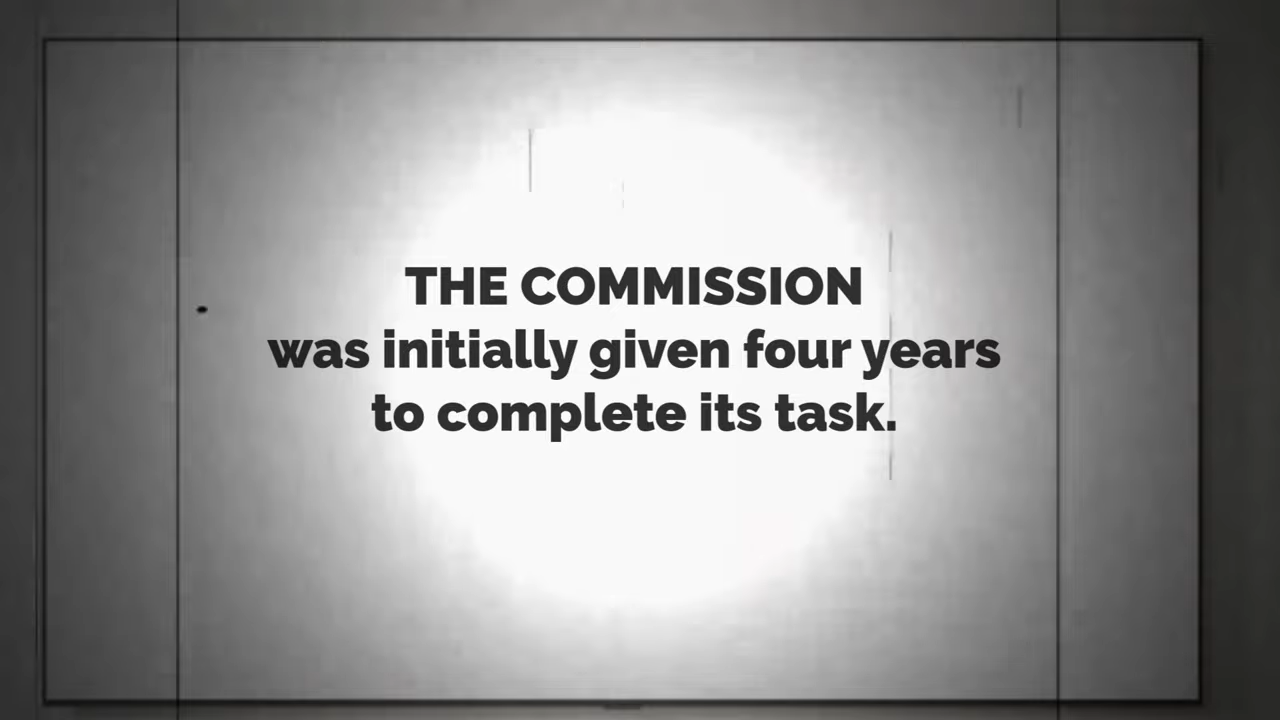 THE COMMISSION
was initially given four years
to complete its task.